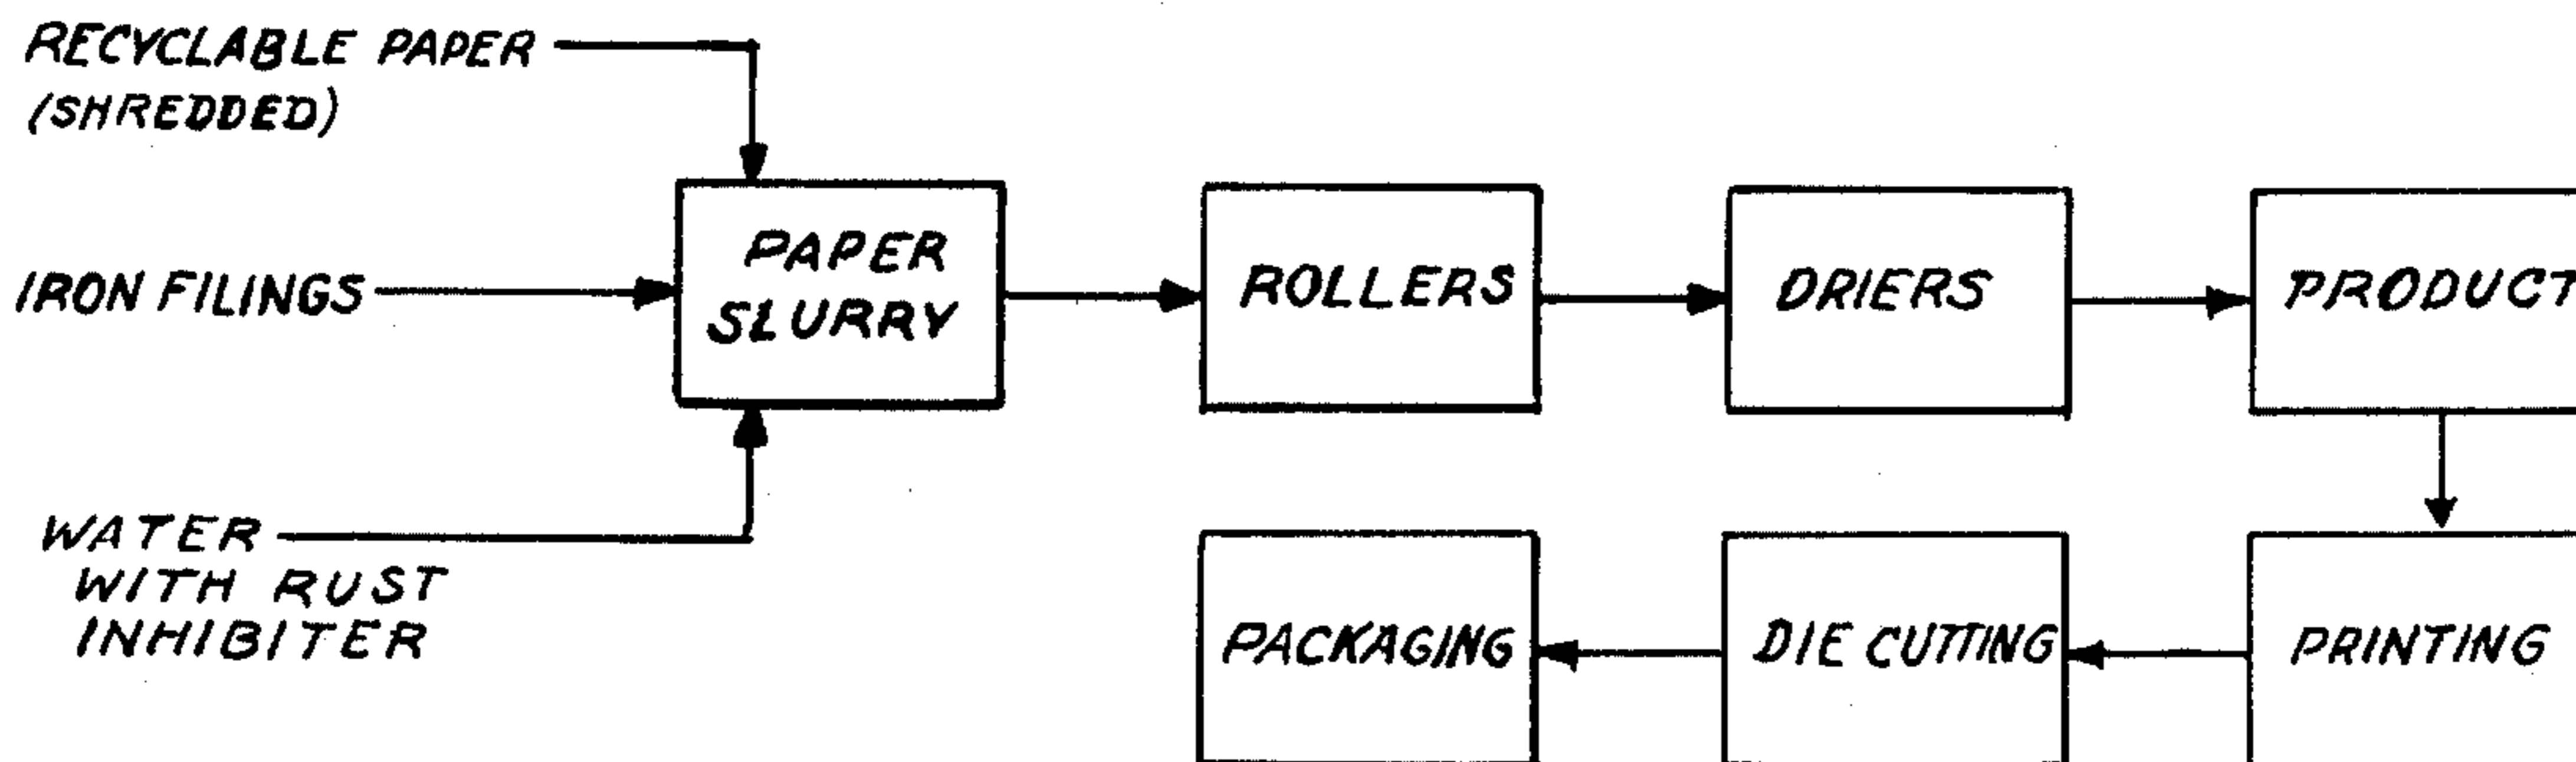 RECYCLABLE PAPER
(SHREDDED)
IRON FILINGS
WATER
WITH RUST
INHIBITER
PAPER
SLURRY
ROLLERS
DRIERS
PRODUCT
PACKAGING
DIE CUTTING
PRINTING